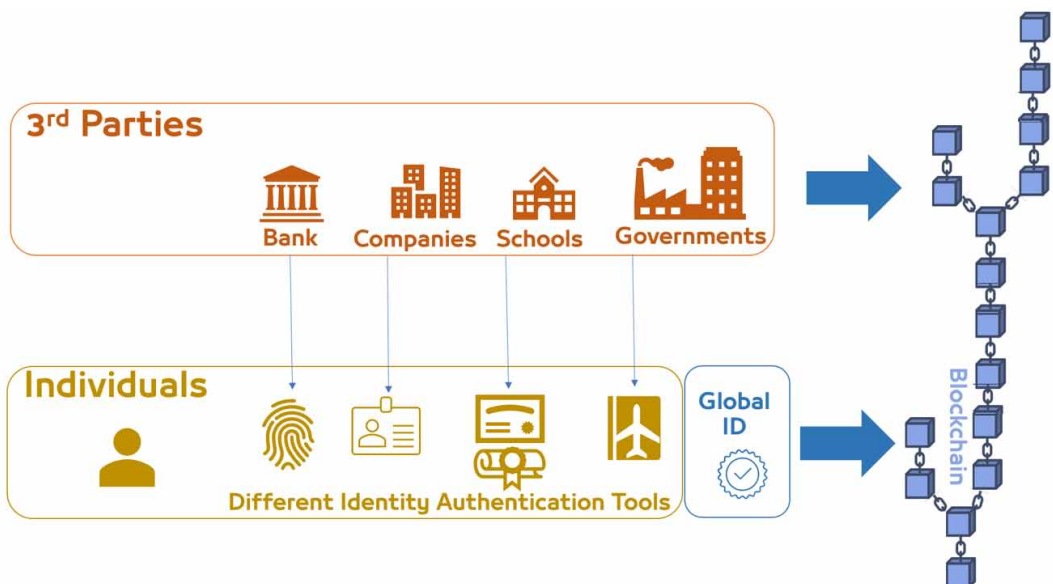 3rd Parties
Bank
Companies
Schools
Governments
Individuals
Different Identity Authentication Tools
Global
ID
Blockchain